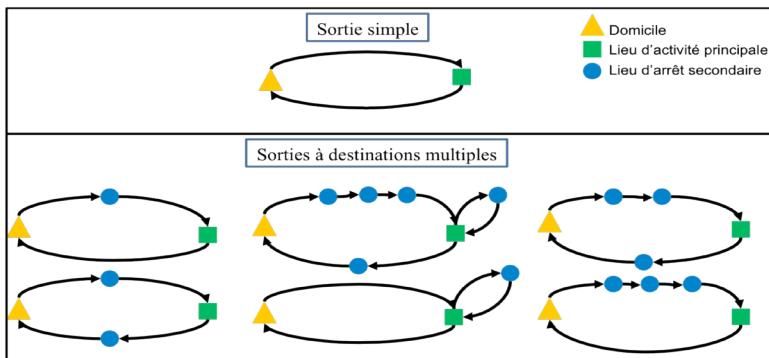 Sortie simple
Domicile
Lieu d'activité principale
Lieu d'arrêt secondaire
Sorties à destinations multiples